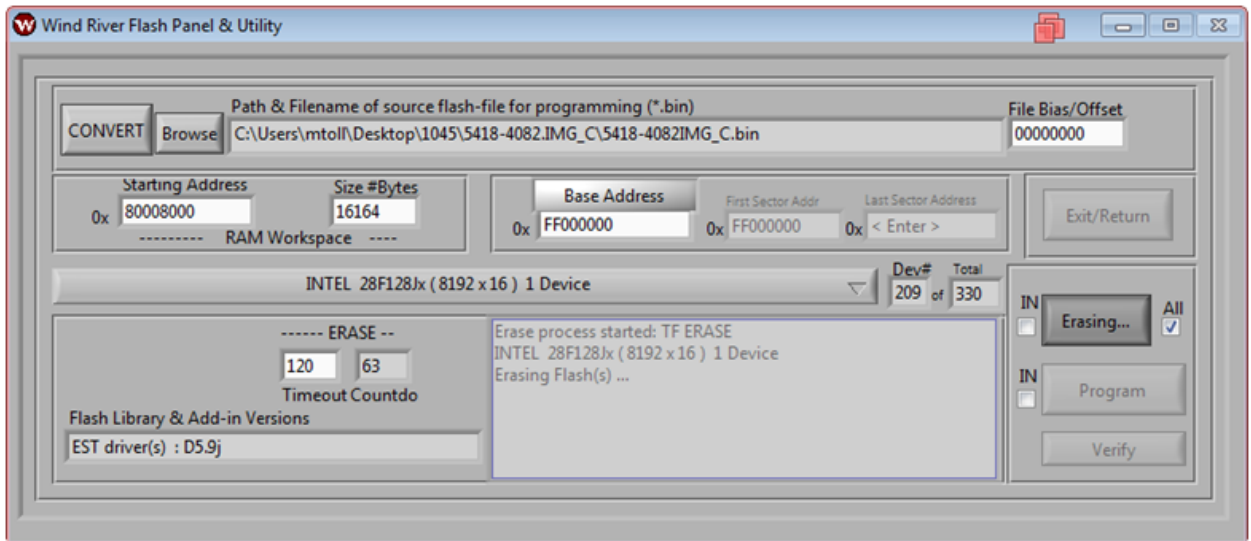 Wind River Flash Panel & Utility
Path & Filename of source flash-file for programming (*.bin)
File Bias/Offset
CONVERT
Browse
C:\Users\mtoll\Desktop\1045\5418-4082.IMG_C\5418-4082IMG_C.bin
00000000
Starting Address
Size #Bytes
0x 80008000
16164
--------- RAM Workspace ----
Base Address
First Sector Addr
Last Sector Address
0x FF000000
0x FF000000
0x < Enter >
Exit/Return
INTEL 28F128Jx ( 8192 x 16 ) 1 Device
Dev# Total
209 of 330
------ ERASE --
120 63
Timeout Countdo
Flash Library & Add-in Versions
EST driver(s) : D5.9j
Erase process started: TF ERASE
INTEL 28F128Jx ( 8192 x 16 ) 1 Device
Erasing Flash(s) ...
IN
Erasing...
All
IN
Program
Verify